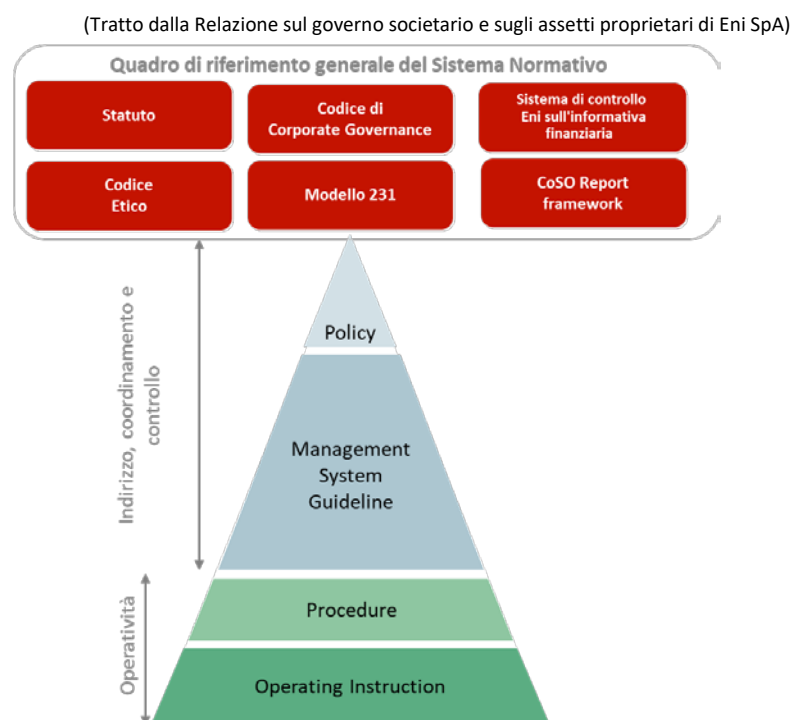 (Tratto dalla Relazione sul governo societario e sugli assetti proprietari di Eni SpA)
Quadro di riferimento generale del Sistema Normativo
Statuto
Codice di
Corporate Governance
Sistema di controllo
Eni sull'informativa
finanziaria
Codice
Etico
Modello 231
CoSO Report
framework
Indirizzo, coordinamento e
controllo
Policy
Management
System
Guideline
Operatività
Procedure
Operating Instruction